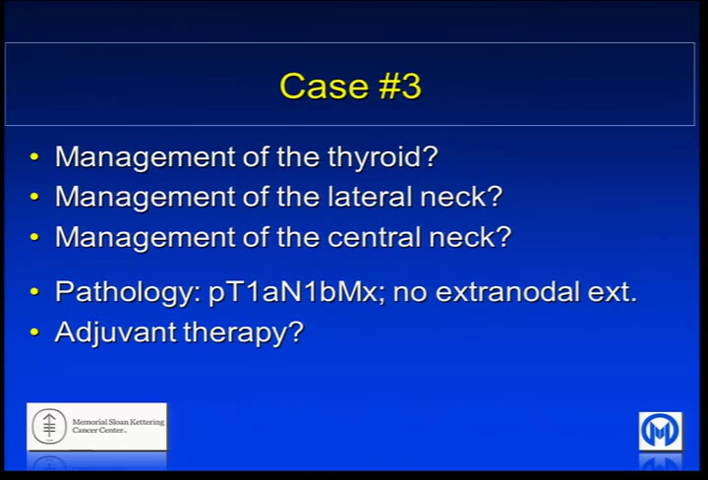 Case #3
• Management of the thyroid?
• Management of the lateral neck?
• Management of the central neck?
• Pathology: pT1aN1bMx; no extranodal ext.
• Adjuvant therapy?
Memorial Sloan Kettering
Cancer Center